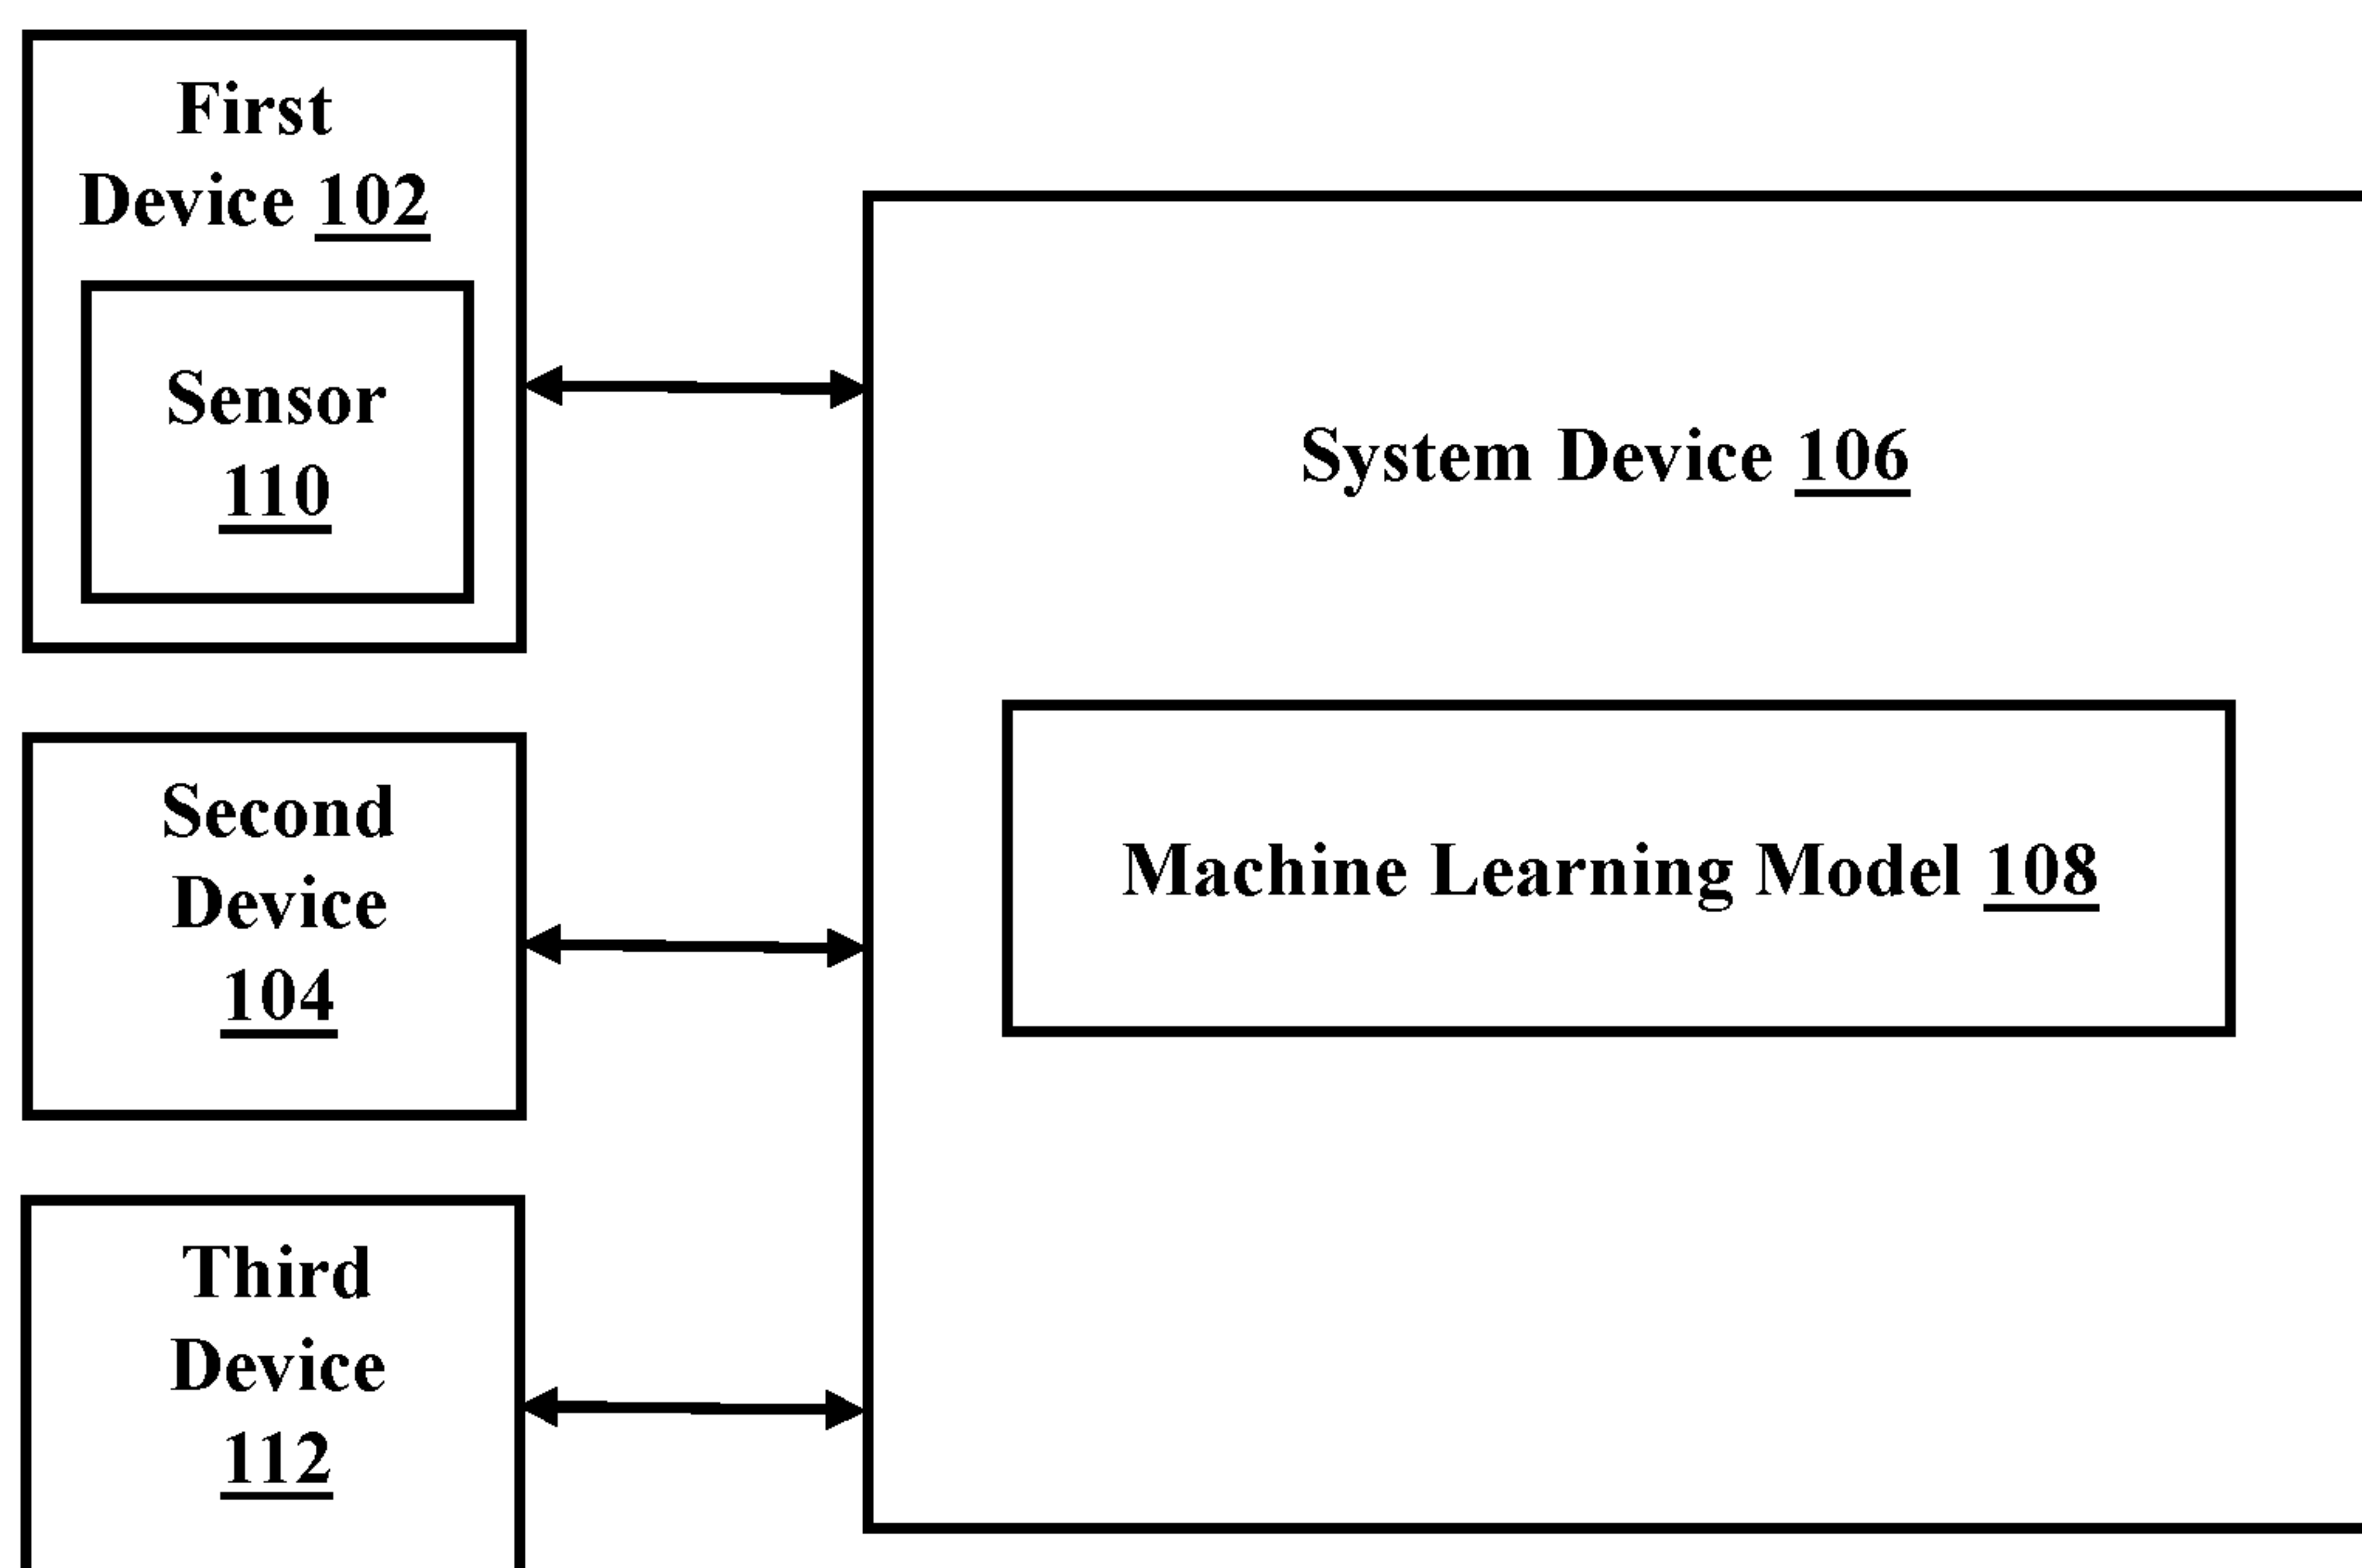 First
Device 102
Sensor
110
System Device 106
Second
Device
104
Machine Learning Model 108
Third
Device
112